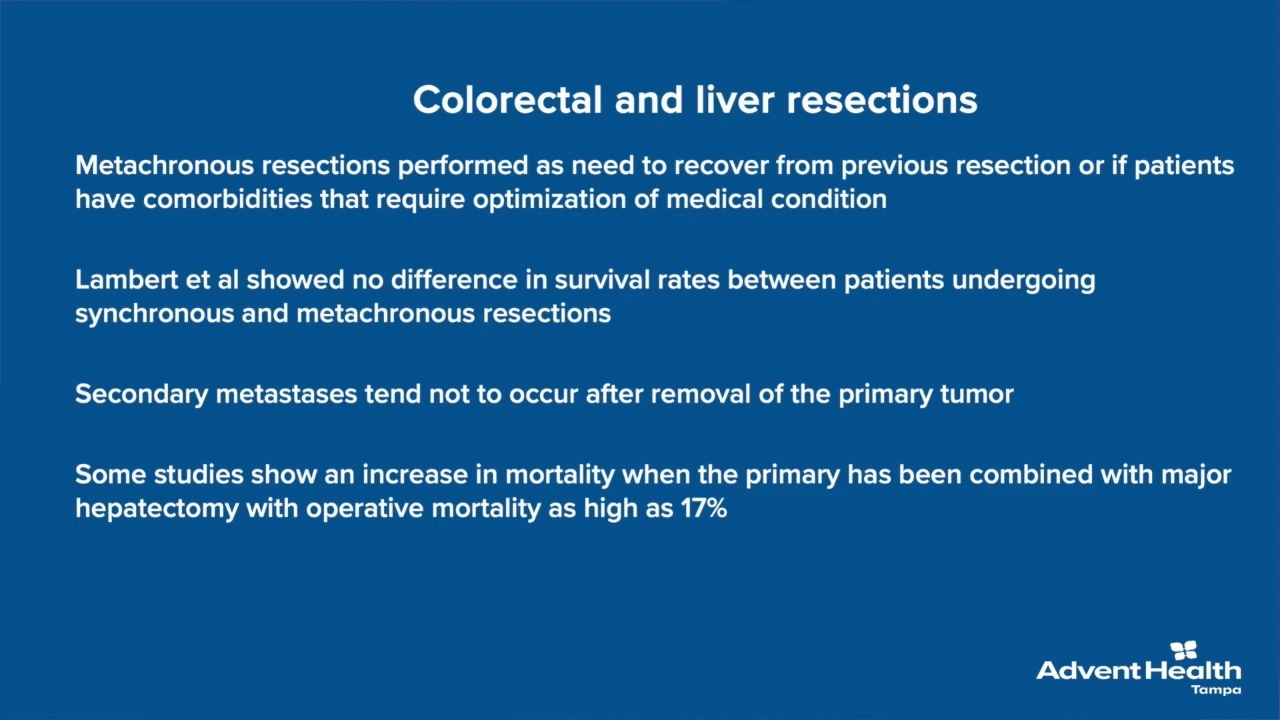 Colorectal and liver resections
Metachronous resections performed as need to recover from previous resection or if patients
have comorbidities that require optimization of medical condition
Lambert et al showed no difference in survival rates between patients undergoing
synchronous and metachronous resections
Secondary metastases tend not to occur after removal of the primary tumor
Some studies show an increase in mortality when the primary has been combined with major
hepatectomy with operative mortality as high as 17%
AdventHealth
Tampa